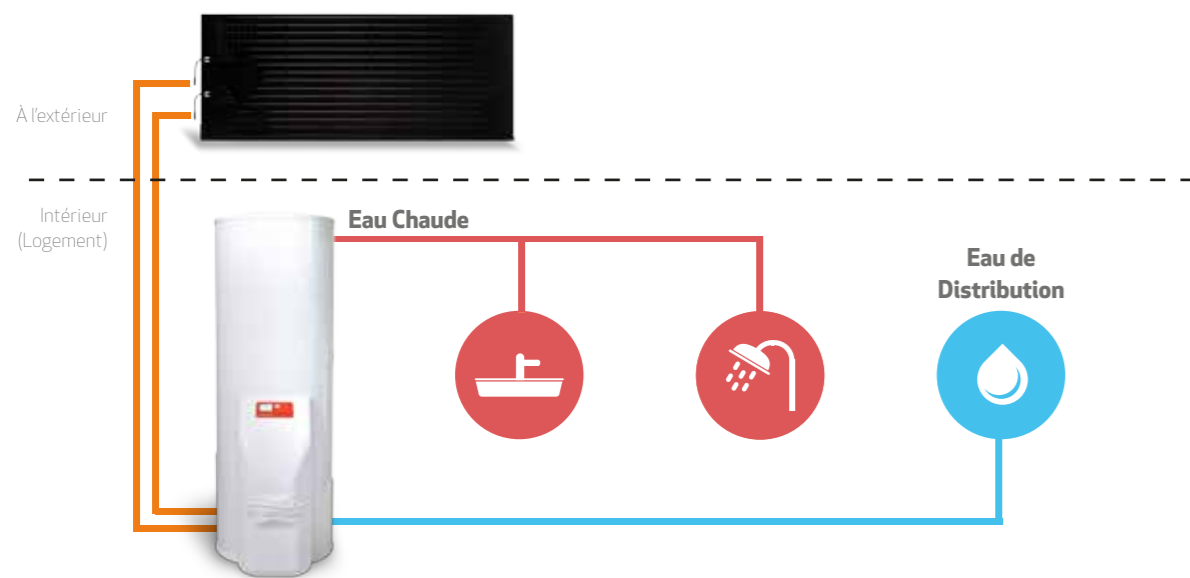 À l'extérieur
Intérieur
(Logement)
Eau Chaude
Eau de
Distribution